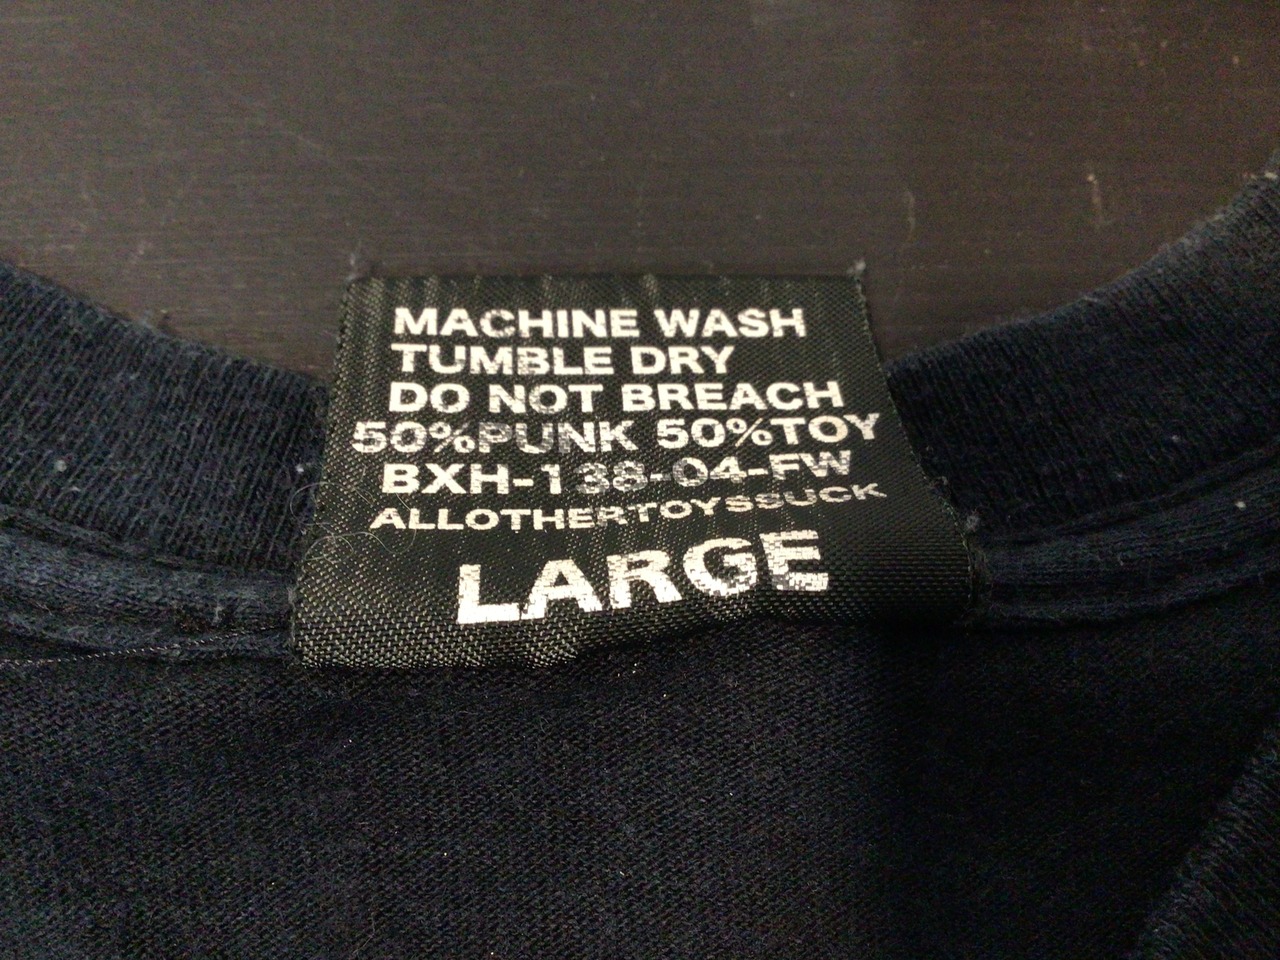 MACHINE WASH
TUMBLE DRY
DO NOT BREACH
50%PUNK 50%TOY
BXH-138-04-FW
ALLOTHERTOYSSUCK
LARGE